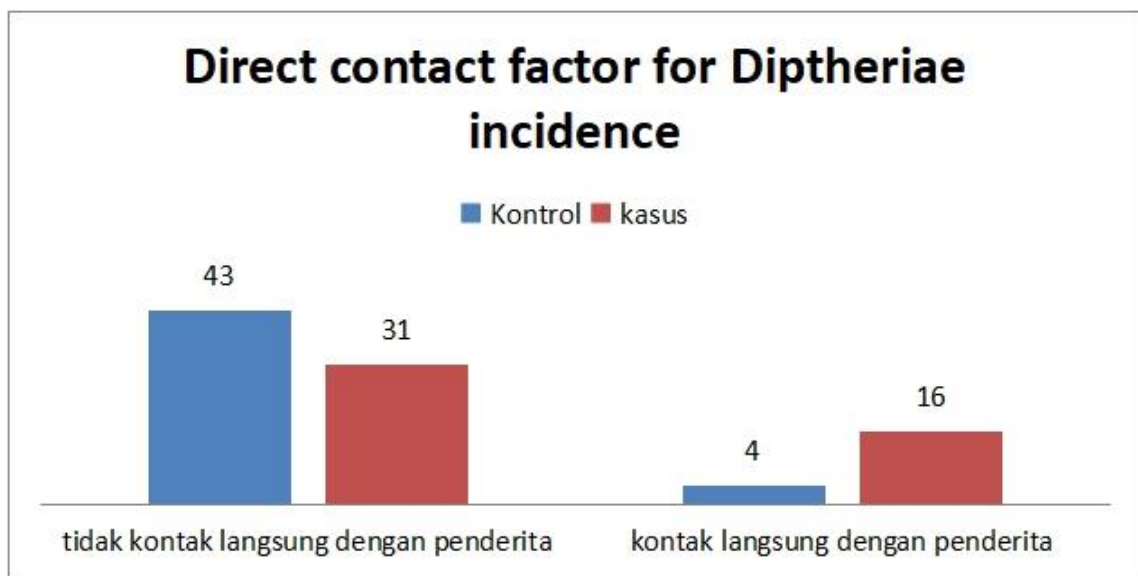 Direct contact factor for Diptheriae
incidence
Kontrol kasus
43
31
4
16
tidak kontak langsung dengan penderita
kontak langsung dengan penderita